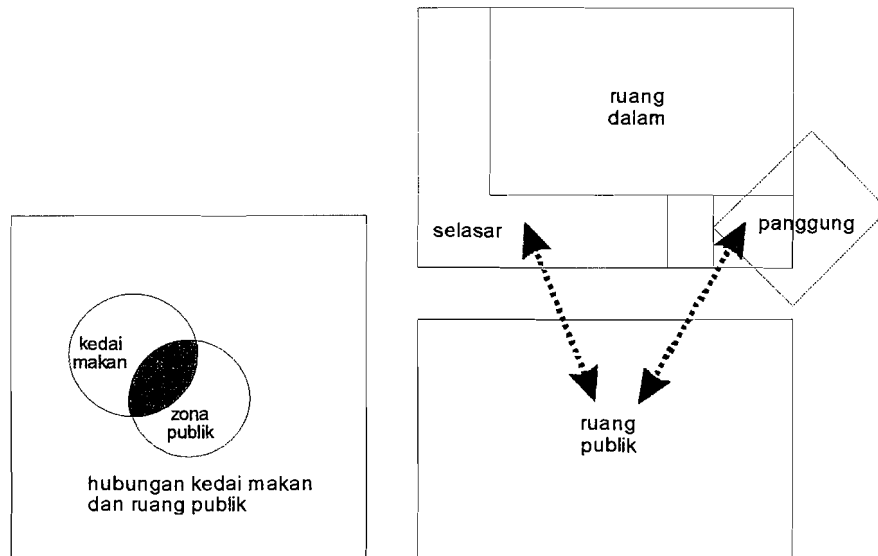 kedai
makan
zona
publik
hubungan kedai makan
dan ruang publik
ruang
dalam
selasar
panggung
ruang
publik